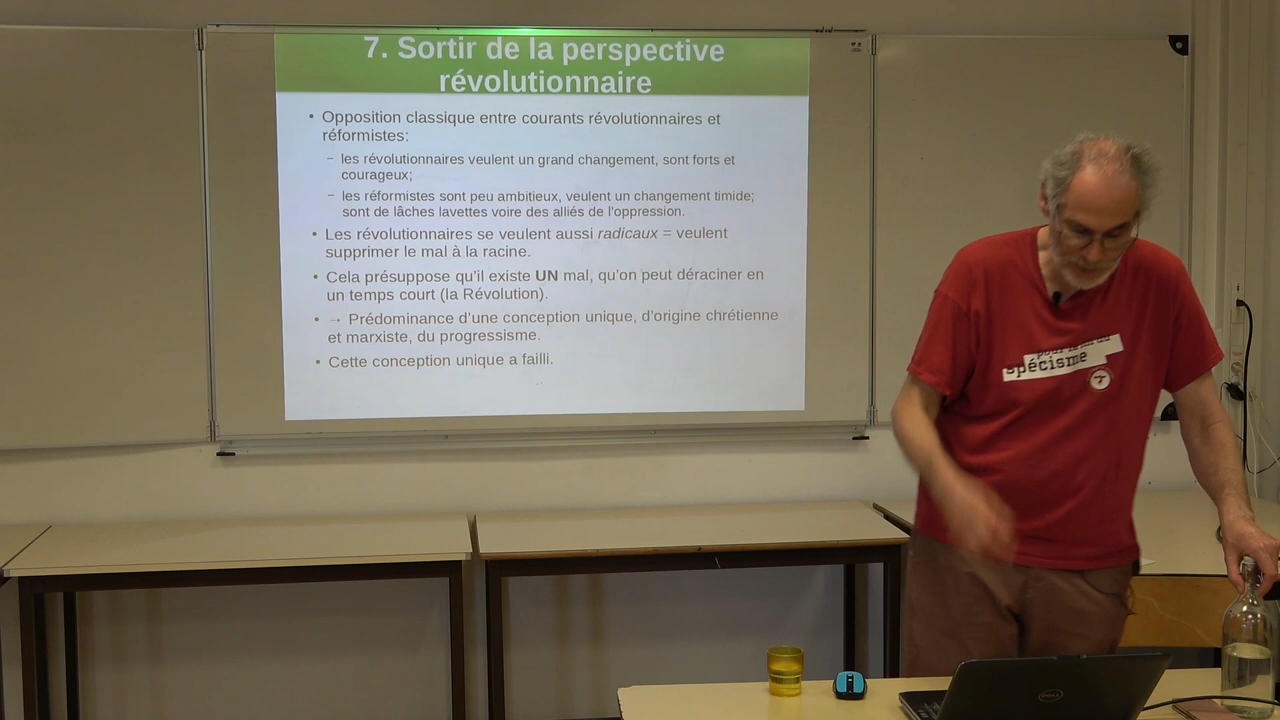 7. Sortir de la perspective
révolutionnaire
• Opposition classique entre courants révolutionnaires et
réformistes:
– les révolutionnaires veulent un grand changement, sont forts et
courageux;
– les réformistes sont peu ambitieux, veulent un changement timide;
sont de lâches lavettes voire des alliés de l'oppression.
• Les révolutionnaires se veulent aussi radicaux = veulent
supprimer le mal à la racine.
• Cela présuppose qu'il existe UN mal, qu'on peut déraciner en
un temps court (la Révolution).
• → Prédominance d'une conception unique, d'origine chrétienne
et marxiste, du progressisme.
• Cette conception unique a failli.
spécisme
DELL